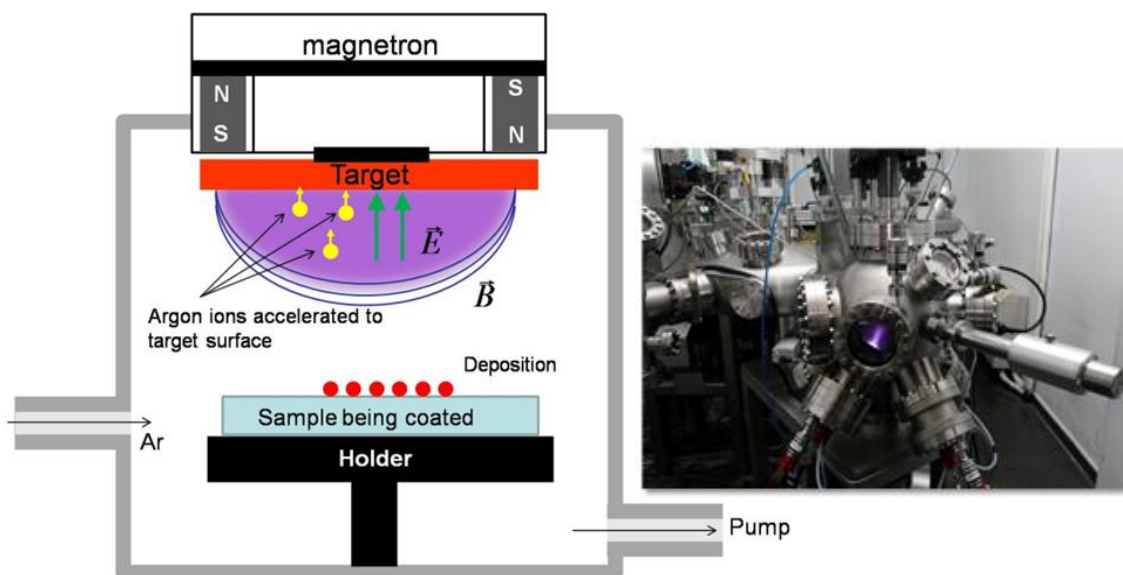 magnetron
N
S
S
N
Target
E
B
Argon ions accelerated to
target surface
Deposition
Sample being coated
Ar
Holder
Pump